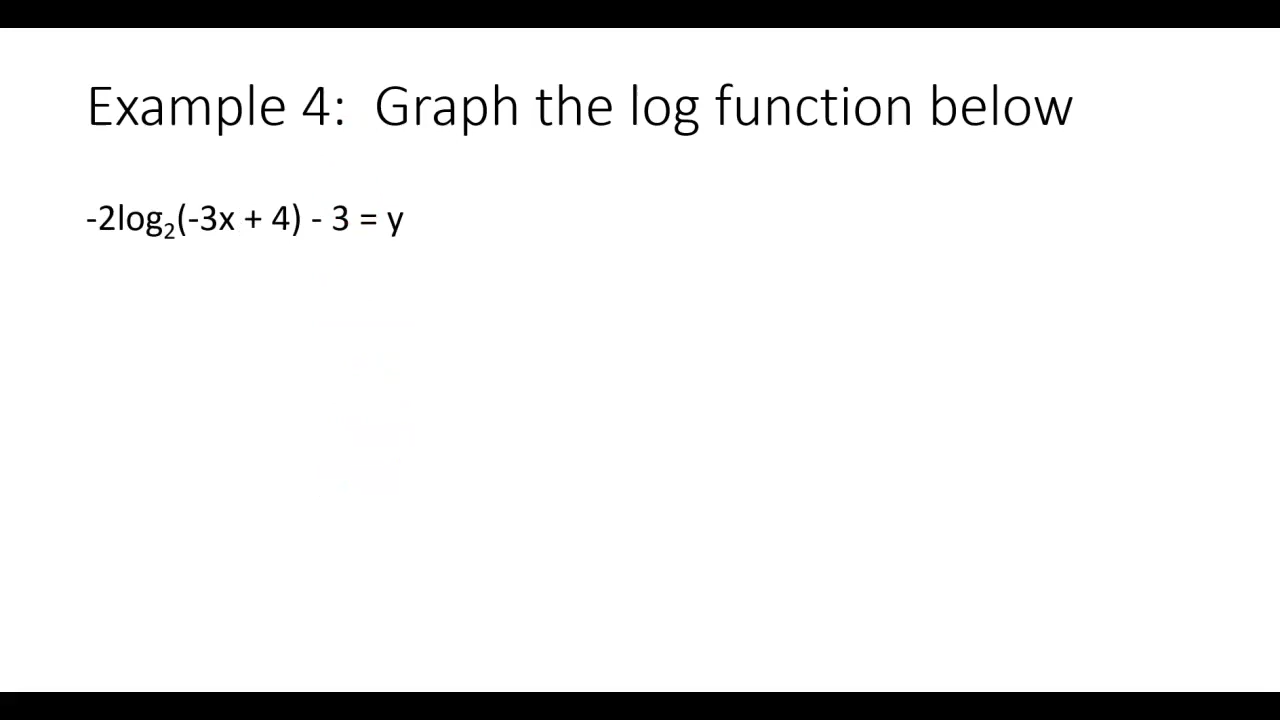 Example 4:  Graph the log function below
-2log₂(-3x + 4) - 3 = y